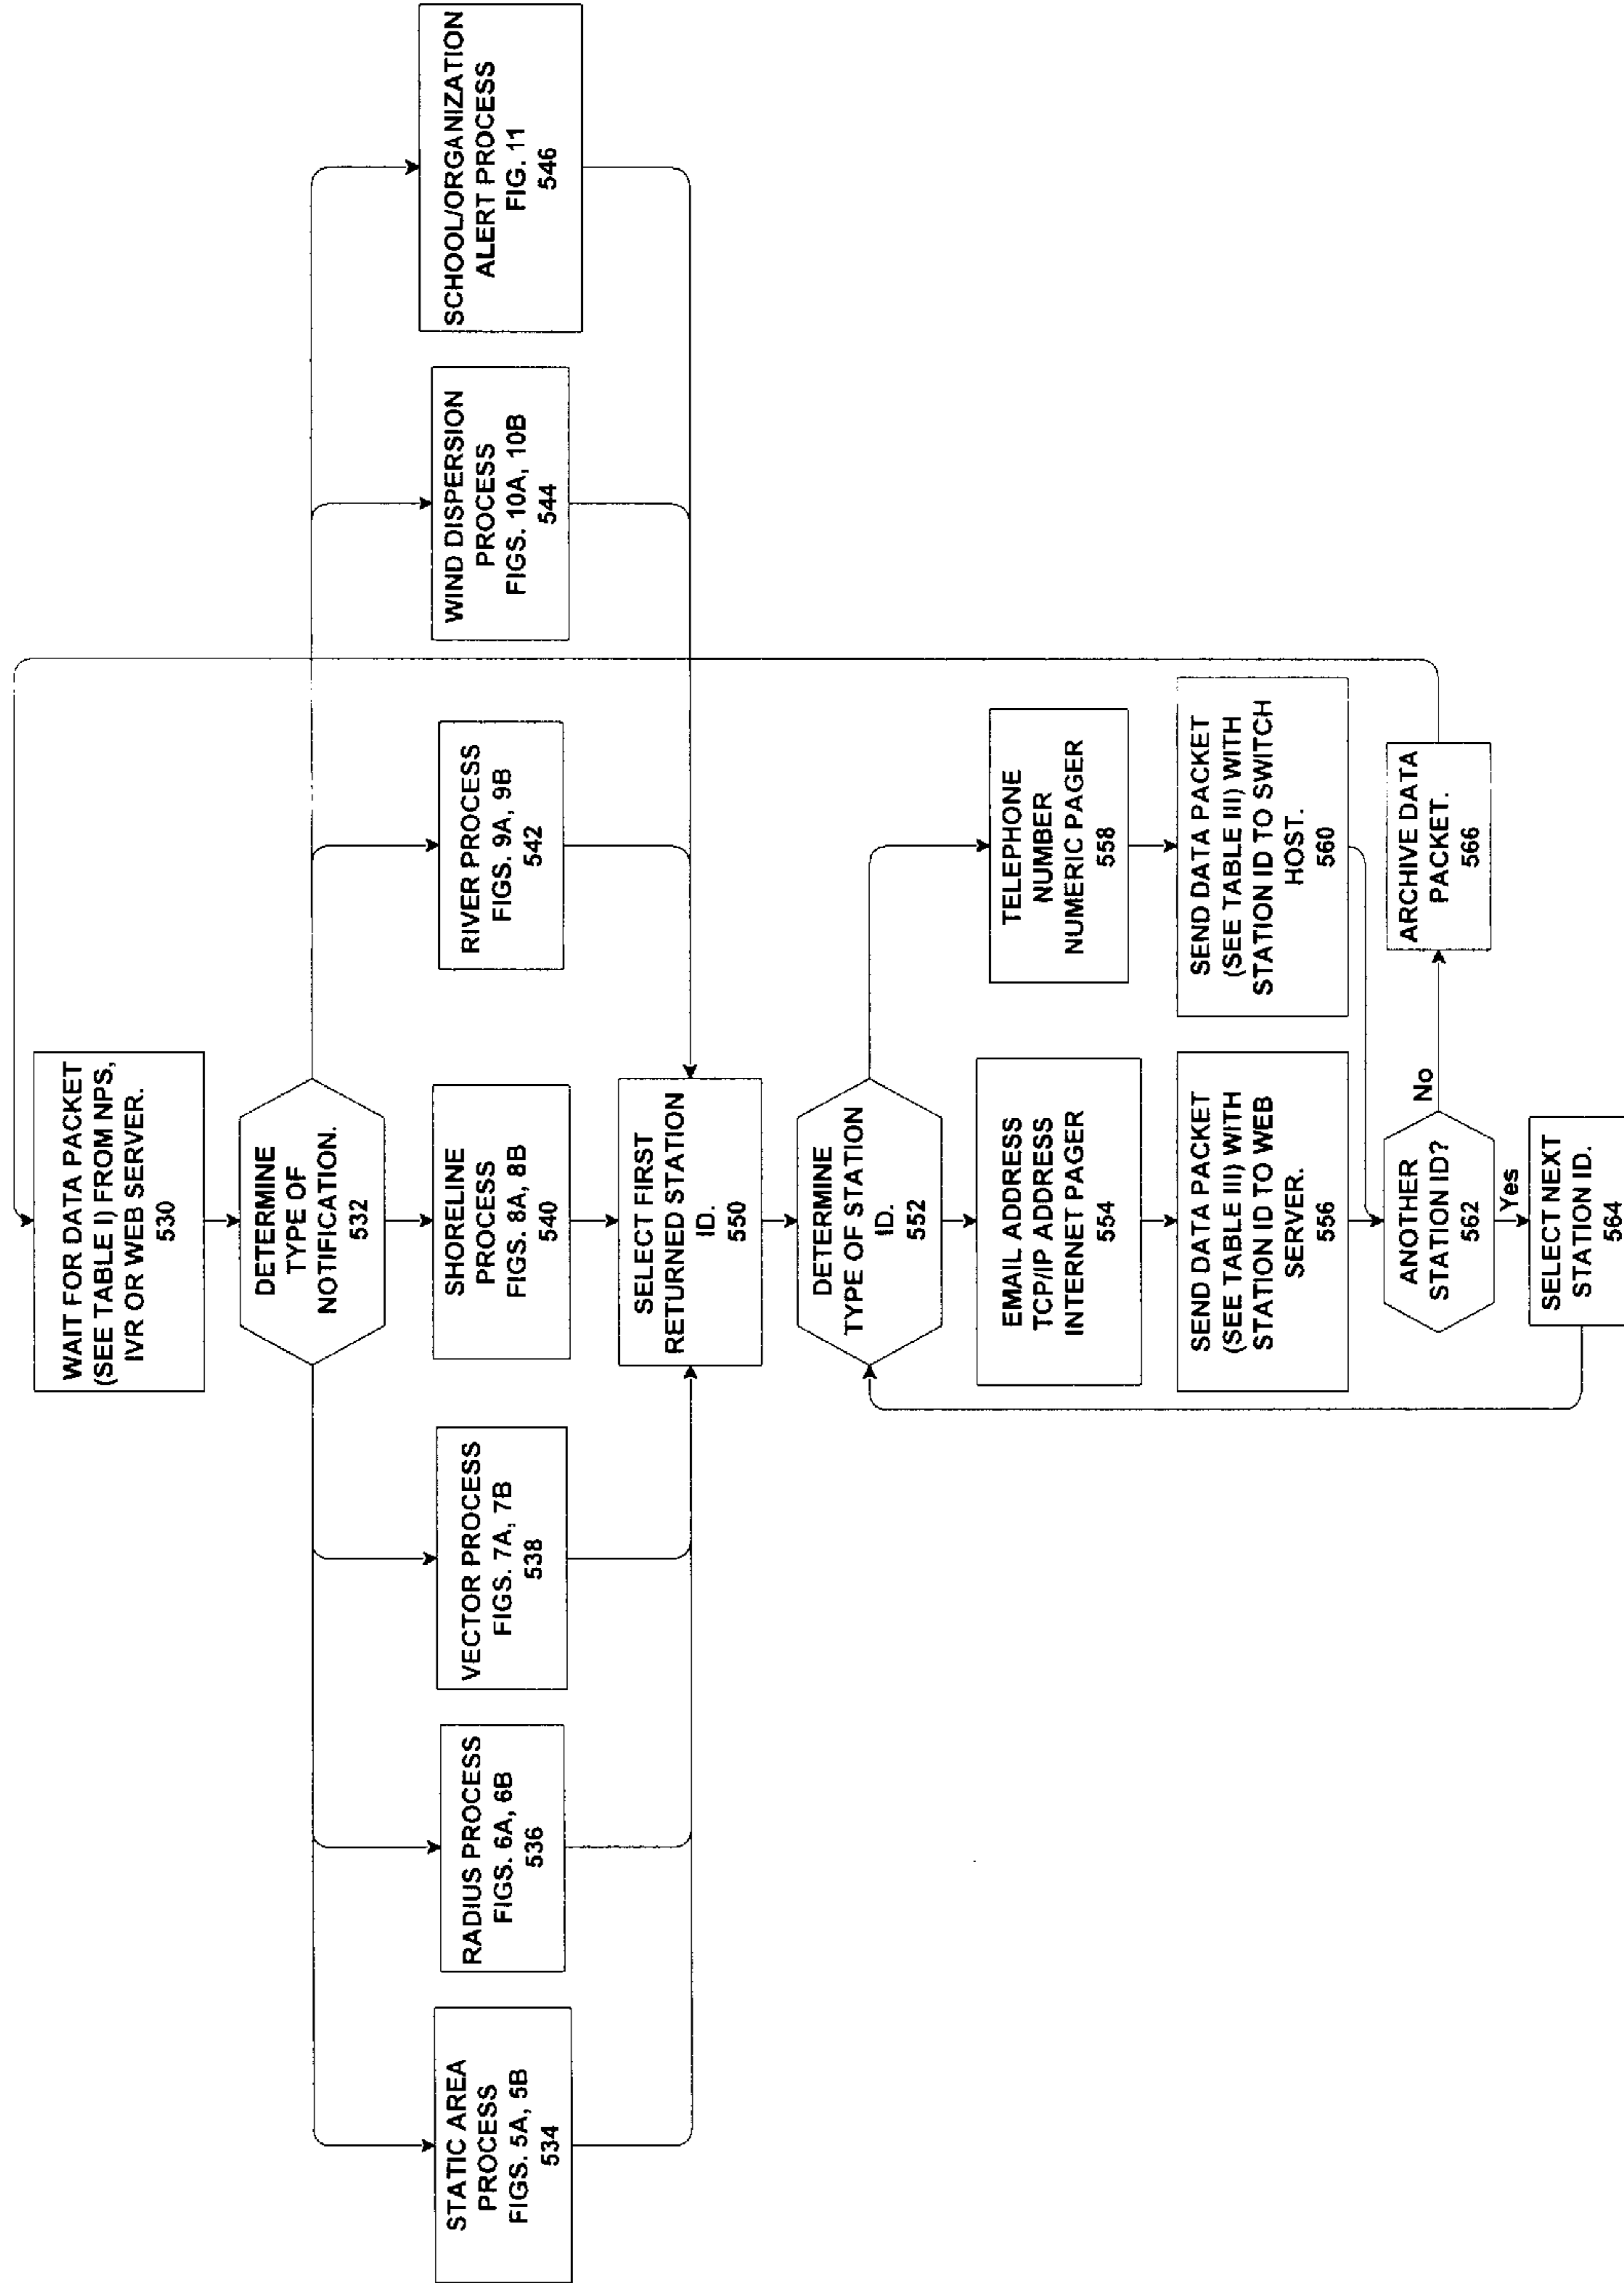 WAIT FOR DATA PACKET
(SEE TABLE I) FROM NPS,
IVR OR WEB SERVER.
530
DETERMINE
TYPE OF
NOTIFICATION.
532
STATIC AREA
PROCESS
FIGS. 5A, 5B
534
RADIUS PROCESS
FIGS. 6A, 6B
536
VECTOR PROCESS
FIGS. 7A, 7B
538
SHORELINE
PROCESS
FIGS. 8A, 8B
540
RIVER PROCESS
FIGS. 9A, 9B
542
WIND DISPERSION
PROCESS
FIGS. 10A, 10B
544
SCHOOL/ORGANIZATION
ALERT PROCESS
FIG. 11
546
SELECT FIRST
RETURNED STATION
ID.
550
DETERMINE
TYPE OF STATION
ID.
552
EMAIL ADDRESS
TCP/IP ADDRESS
INTERNET PAGER
554
TELEPHONE
NUMBER
NUMERIC PAGER
558
SEND DATA PACKET
(SEE TABLE III) WITH
STATION ID TO WEB
SERVER.
556
SEND DATA PACKET
(SEE TABLE III) WITH
STATION ID TO SWITCH
HOST.
560
ANOTHER
STATION ID?
562
No
ARCHIVE DATA
PACKET.
566
Yes
SELECT NEXT
STATION ID.
564